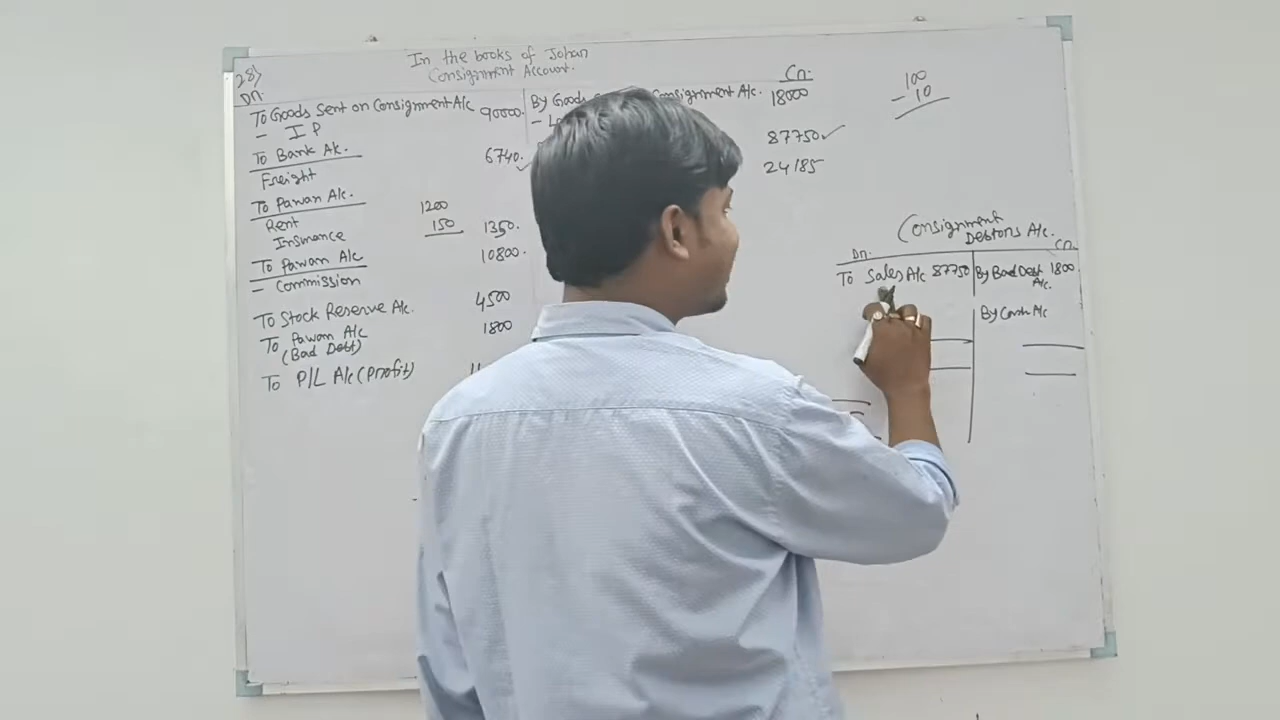 28)
In the books of Johan
Consignment Account.
Dr.
Cr.
To Goods Sent on Consignment A/c 90000.
- I P
To Bank A/c. 6740.
Freight
To Pawan A/c.
Rent 1200
Insurance 150 1350.
To Pawan A/c 10800.
- Commission
To Stock Reserve A/c. 4500
To Pawan A/c 1800
(Bad Debt)
To P/L A/c (Profit)
By Goods Consignment A/c. 18000
87750 ✓
24185
100
- 10
Consignment
Debtors A/c.
Dr. Cr.
To Sales A/c 87750 By Bad Debt 1800.
A/c.
By Cash A/c